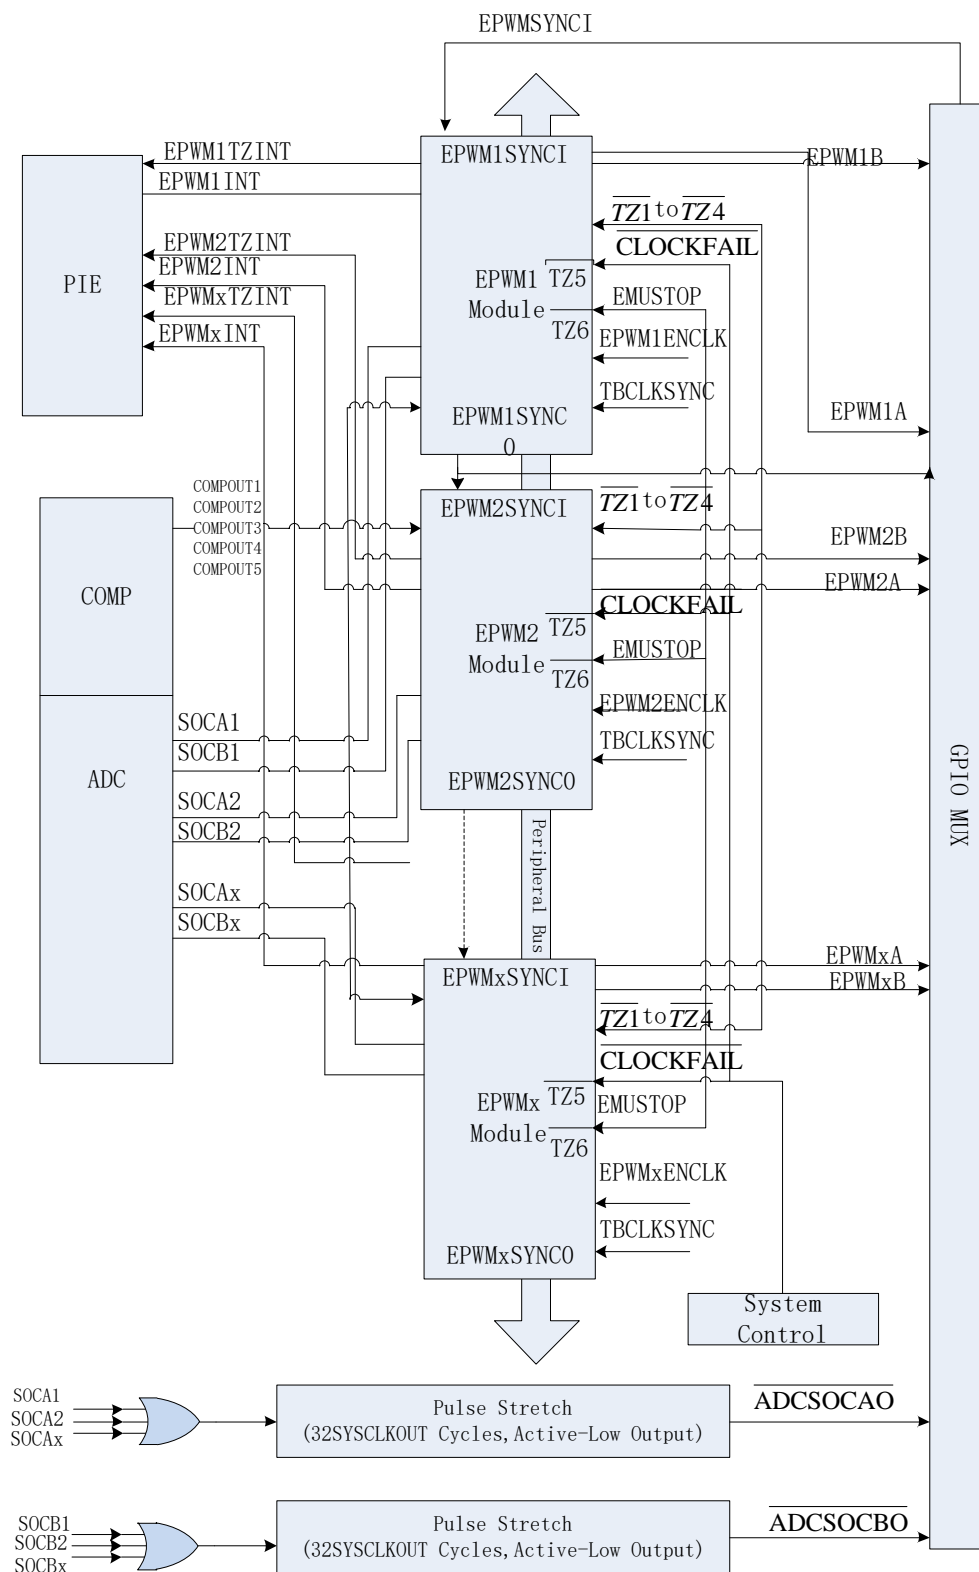 EPWMSYNCI
EPWM1TZINT
EPWM1INT
EPWM2TZINT
EPWM2INT
EPWMxTZINT
EPWMxINT
PIE
EPWM1SYNCI
EPWM1B
TZ1 to TZ4
CLOCKFAIL
EPWM1
Module
TZ5
TZ6
EMUSTOP
EPWM1ENCLK
TBCLKSYNC
EPWM1SYNC
O
EPWM1A
COMPOUT1
COMPOUT2
COMPOUT3
COMPOUT4
COMPOUT5
COMP
EPWM2SYNCI
TZ1 to TZ4
EPWM2B
EPWM2A
CLOCKFAIL
EPWM2
Module
TZ5
TZ6
EMUSTOP
EPWM2ENCLK
TBCLKSYNC
EPWM2SYNCO
ADC
SOCA1
SOCB1
SOCA2
SOCB2
SOCAx
SOCBx
Peripheral Bus
GPIO MUX
EPWMxSYNCI
EPWMxA
EPWMxB
TZ1 to TZ4
CLOCKFAIL
EPWMx
Module
TZ5
TZ6
EMUSTOP
EPWMxENCLK
TBCLKSYNC
EPWMxSYNCO
System
Control
SOCA1
SOCA2
SOCAx
Pulse Stretch
(32SYSCLKOUT Cycles,Active-Low Output)
ADCSOCAO
SOCB1
SOCB2
SOCBx
Pulse Stretch
(32SYSCLKOUT Cycles,Active-Low Output)
ADCSOCBO